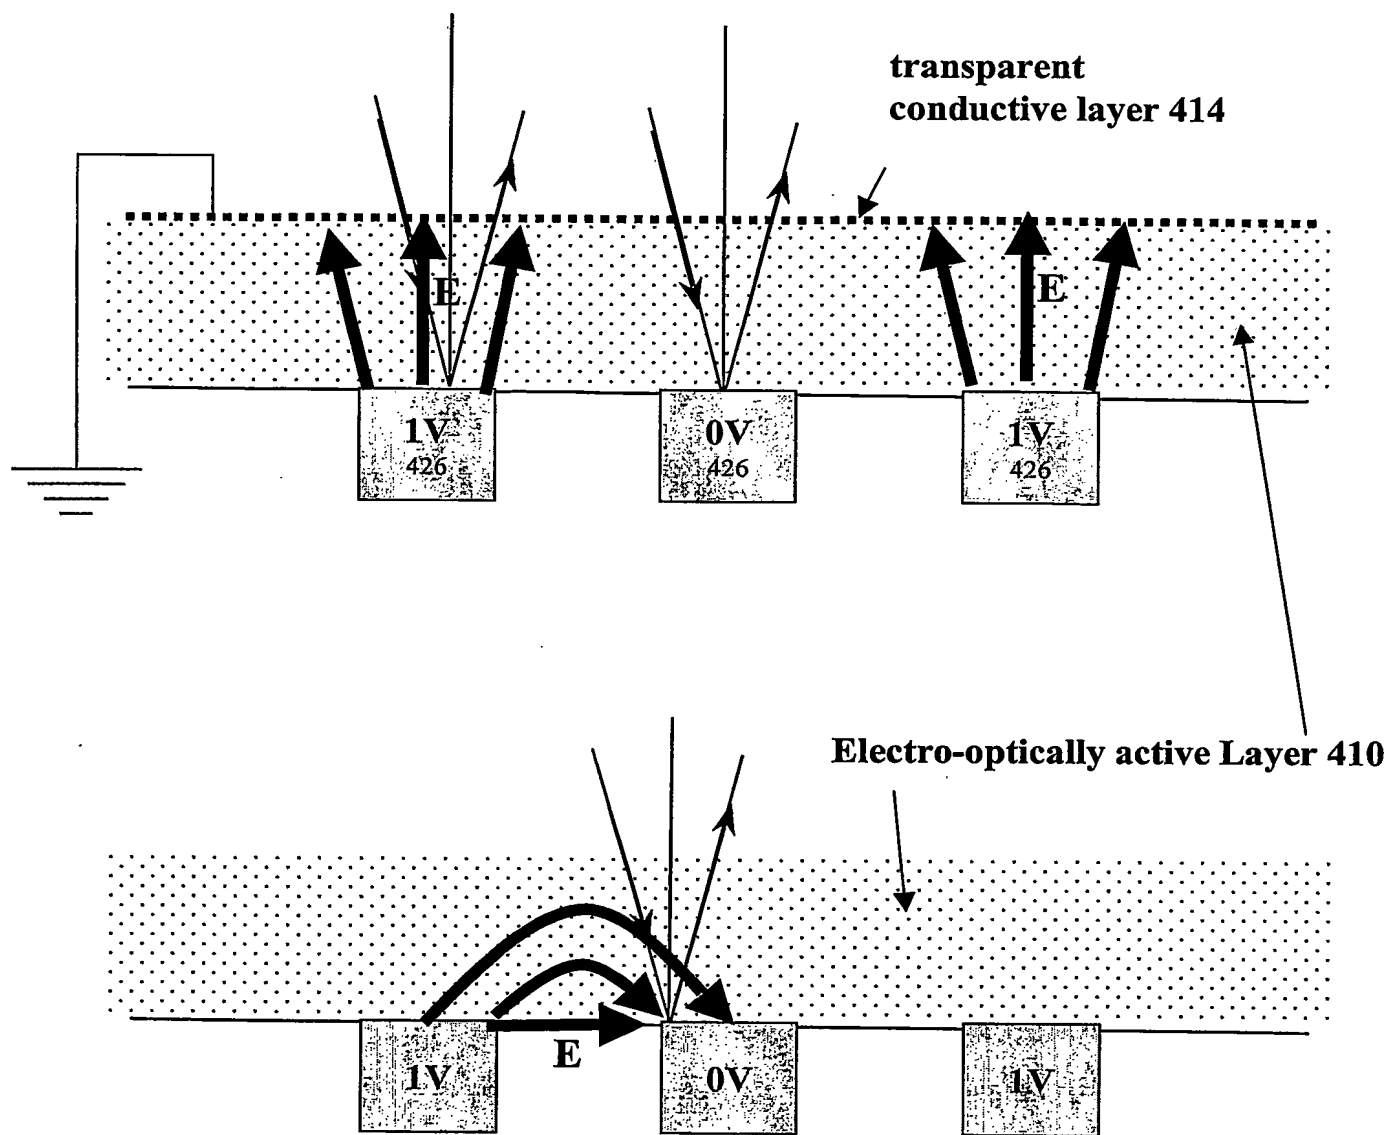 transparent
conductive layer 414
E
E
1V
426
0V
426
1V
426
Electro-optically active Layer 410
E
1V
0V
1V